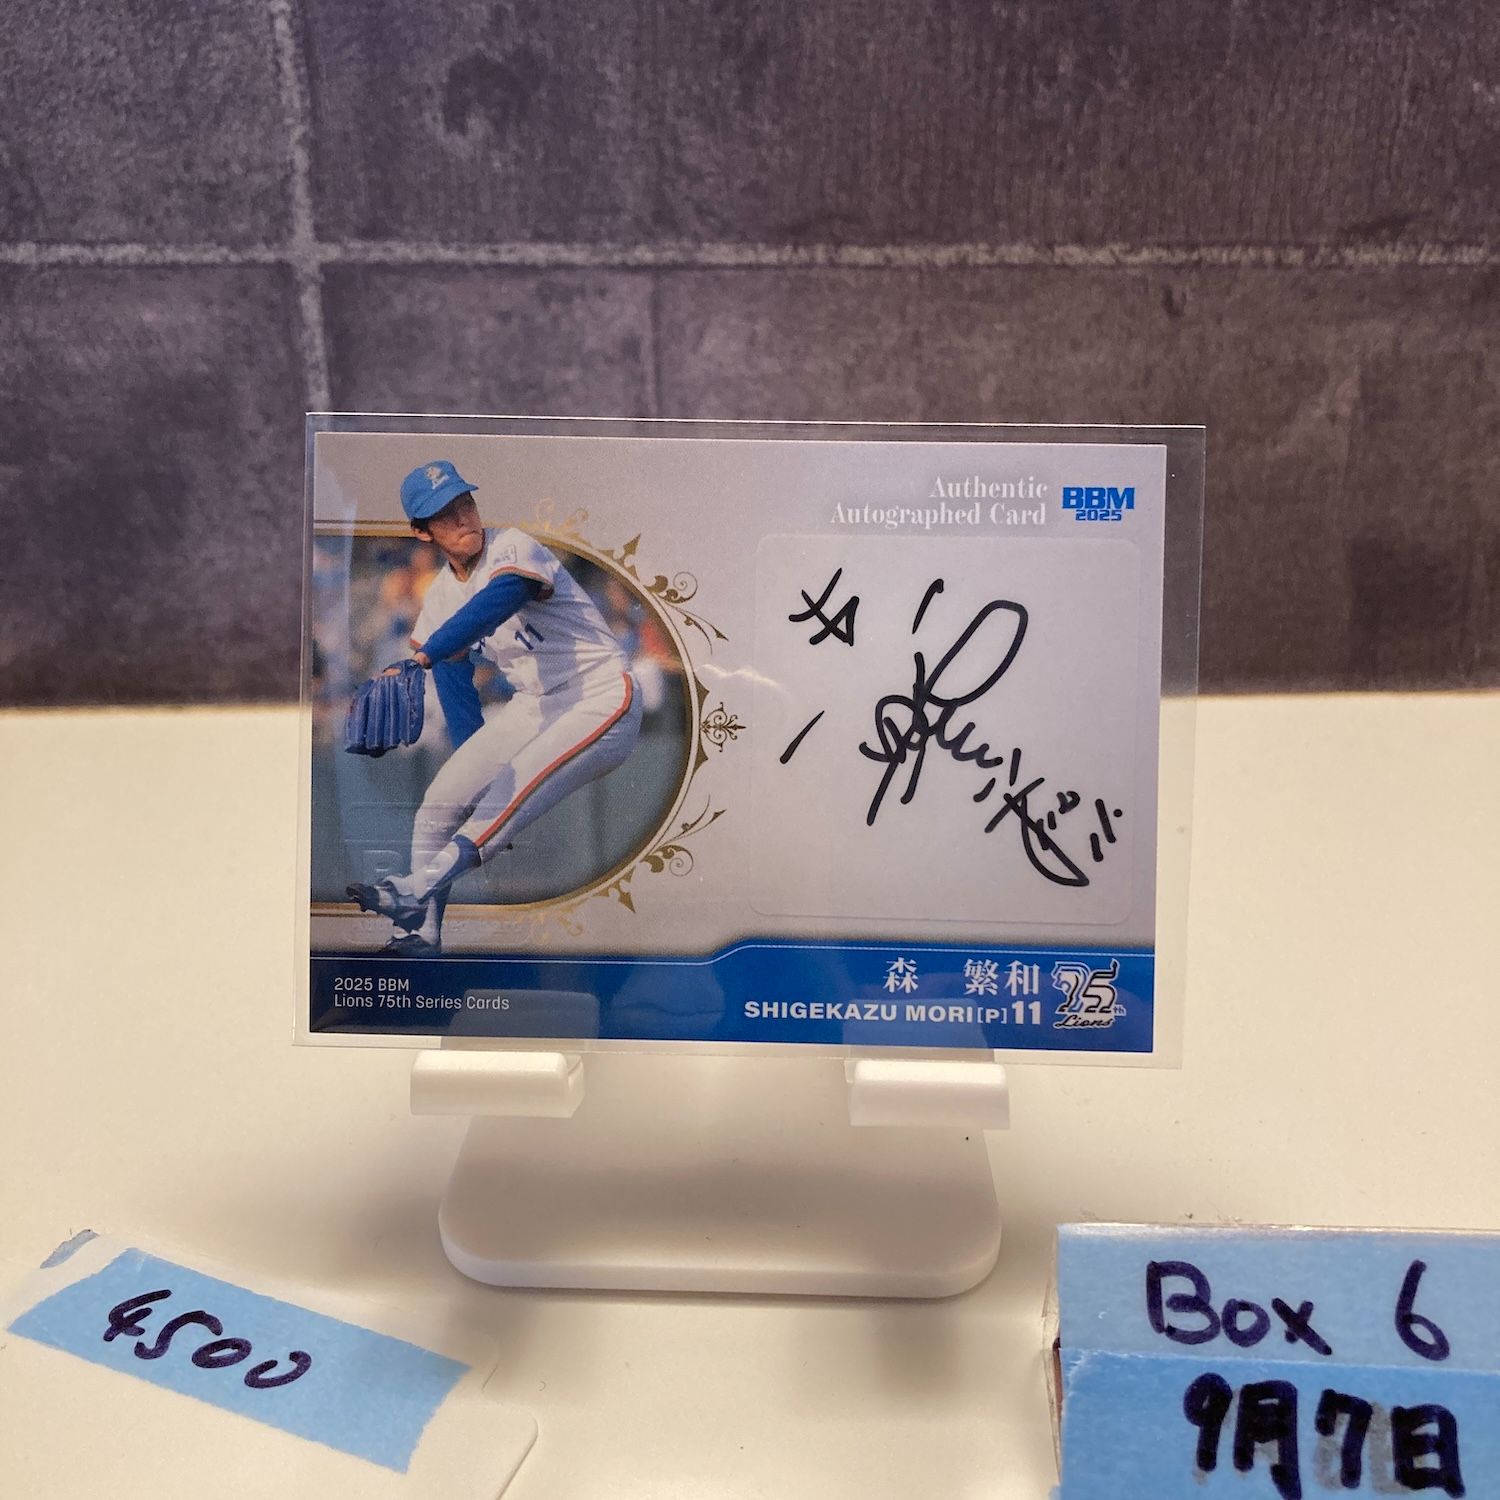 Authentic
Autographed Card
BBM
2025
11
2025 BBM
Lions 75th Series Cards
森 繁和
SHIGEKAZU MORI [P] 11
75th
Lions
4500
Box 6
9月7日